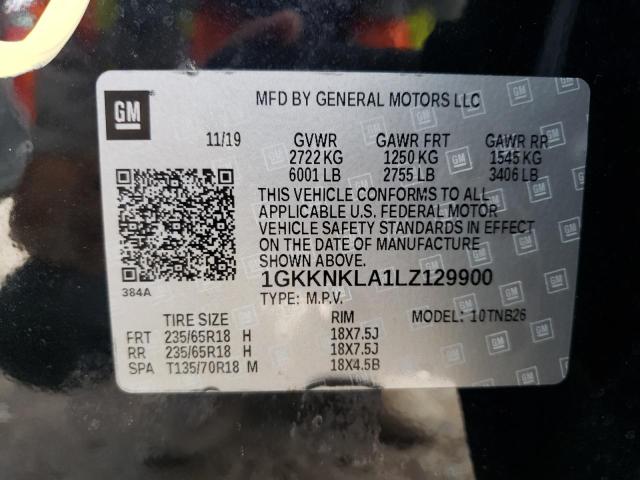 GM
MFD BY GENERAL MOTORS LLC
11/19 GVWR GAWR FRT GAWR RR
2722 KG 1250 KG 1545 KG
6001 LB 2755 LB 3406 LB
THIS VEHICLE CONFORMS TO ALL
APPLICABLE U.S. FEDERAL MOTOR
VEHICLE SAFETY STANDARDS IN EFFECT
ON THE DATE OF MANUFACTURE
SHOWN ABOVE.
384A
1GKKNKLA1LZ129900
TYPE: M.P.V.
TIRE SIZE RIM MODEL: 10TNB26
FRT 235/65R18 H 18X7.5J
RR 235/65R18 H 18X7.5J
SPA T135/70R18 M 18X4.5B